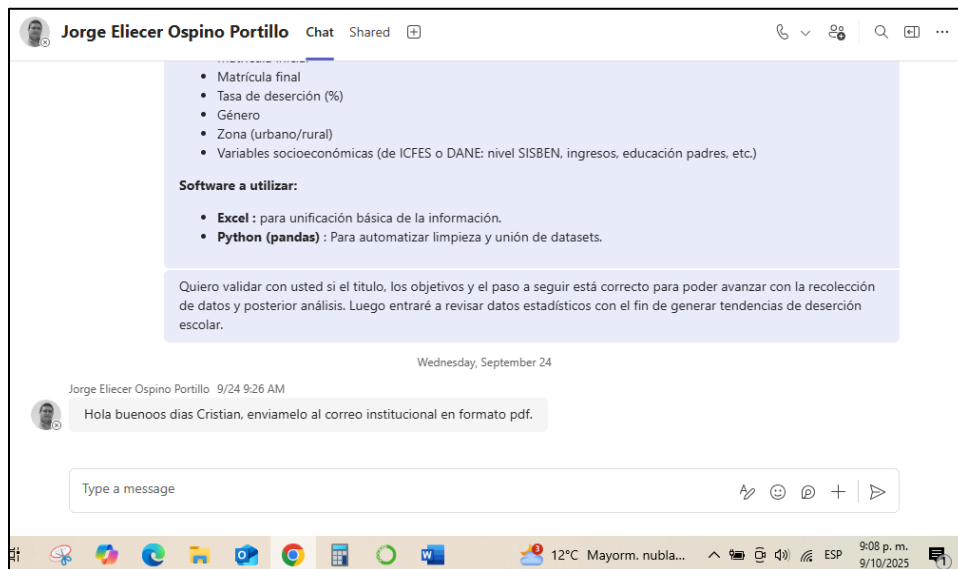 Jorge Eliecer Ospino Portillo Chat Shared
• Matrícula final
• Tasa de deserción (%)
• Género
• Zona (urbano/rural)
• Variables socioeconómicas (de ICFES o DANE: nivel SISBEN, ingresos, educación padres, etc.)
Software a utilizar:
• Excel : para unificación básica de la información.
• Python (pandas) : Para automatizar limpieza y unión de datasets.
Quiero validar con usted si el titulo, los objetivos y el paso a seguir está correcto para poder avanzar con la recolección
de datos y posterior análisis. Luego entraré a revisar datos estadísticos con el fin de generar tendencias de deserción
escolar.
Wednesday, September 24
Jorge Eliecer Ospino Portillo 9/24 9:26 AM
Hola buenoos dias Cristian, enviamelo al correo institucional en formato pdf.
Type a message
12°C Mayorm. nubla... ESP 9:08 p. m.
9/10/2025